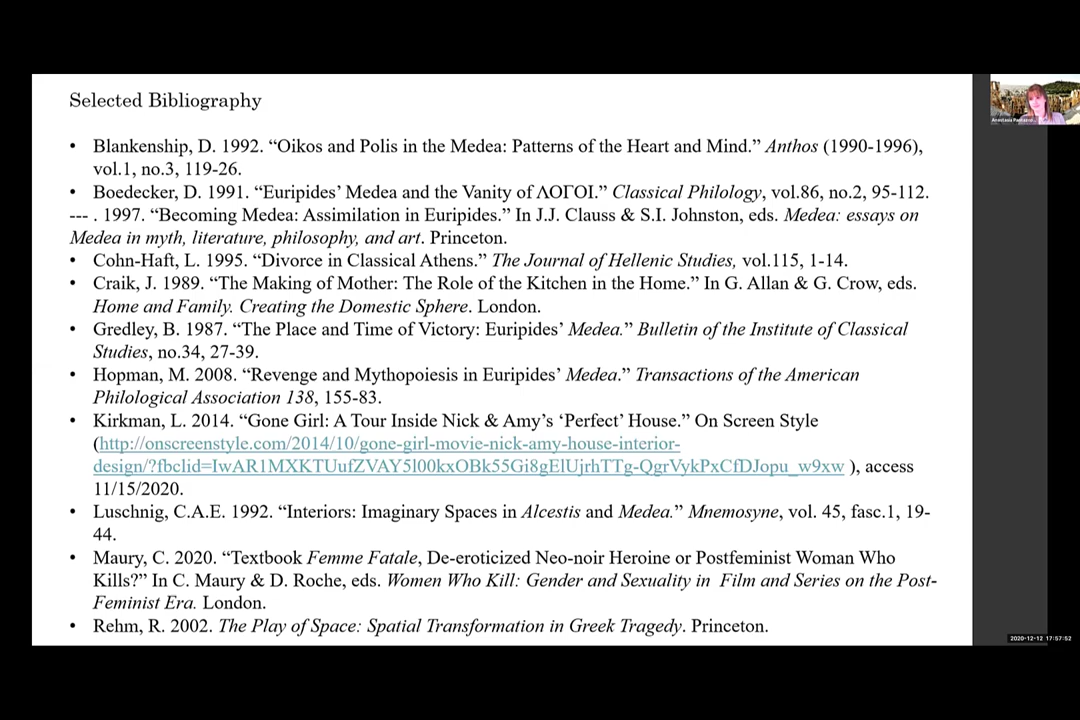 Selected Bibliography
• Blankenship, D. 1992. “Oikos and Polis in the Medea: Patterns of the Heart and Mind.” Anthos (1990-1996),
vol.1, no.3, 119-26.
• Boedecker, D. 1991. “Euripides’ Medea and the Vanity of ΛΟΓΟΙ.” Classical Philology, vol.86, no.2, 95-112.
--- . 1997. “Becoming Medea: Assimilation in Euripides.” In J.J. Clauss & S.I. Johnston, eds. Medea: essays on
Medea in myth, literature, philosophy, and art. Princeton.
• Cohn-Haft, L. 1995. “Divorce in Classical Athens.” The Journal of Hellenic Studies, vol.115, 1-14.
• Craik, J. 1989. “The Making of Mother: The Role of the Kitchen in the Home.” In G. Allan & G. Crow, eds.
Home and Family. Creating the Domestic Sphere. London.
• Gredley, B. 1987. “The Place and Time of Victory: Euripides’ Medea.” Bulletin of the Institute of Classical
Studies, no.34, 27-39.
• Hopman, M. 2008. “Revenge and Mythopoiesis in Euripides’ Medea.” Transactions of the American
Philological Association 138, 155-83.
• Kirkman, L. 2014. “Gone Girl: A Tour Inside Nick & Amy’s ‘Perfect’ House.” On Screen Style
(http://onscreenstyle.com/2014/10/gone-girl-movie-nick-amy-house-interior-
design/?fbclid=IwAR1MXKTUufZVAY5l00kxOBk55Gi8gElUjrhTTg-QgrVykPxCfDJopu_w9xw ), access
11/15/2020.
• Luschnig, C.A.E. 1992. “Interiors: Imaginary Spaces in Alcestis and Medea.” Mnemosyne, vol. 45, fasc.1, 19-
44.
• Maury, C. 2020. “Textbook Femme Fatale, De-eroticized Neo-noir Heroine or Postfeminist Woman Who
Kills?” In C. Maury & D. Roche, eds. Women Who Kill: Gender and Sexuality in Film and Series on the Post-
Feminist Era. London.
• Rehm, R. 2002. The Play of Space: Spatial Transformation in Greek Tragedy. Princeton.
Anastasia
2020-12-12 17:57:52